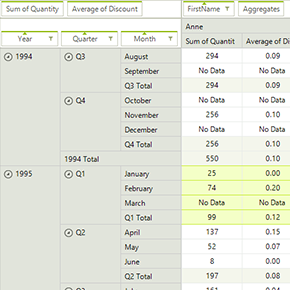 Sum of Quantity Average of Discount FirstName Aggregates
Anne
Year Quarter Month Sum of Quantit Average of Di
1994 Q3 August 294 0.09
September No Data No Data
Q3 Total 294 0.09
Q4 October No Data No Data
November 256 0.10
December No Data No Data
Q4 Total 256 0.10
1994 Total 550 0.10
1995 Q1 January 25 0.00
February 74 0.20
March No Data No Data
Q1 Total 99 0.12
Q2 April 137 0.15
May 52 0.07
June 8 0.00
Q2 Total 197 0.08